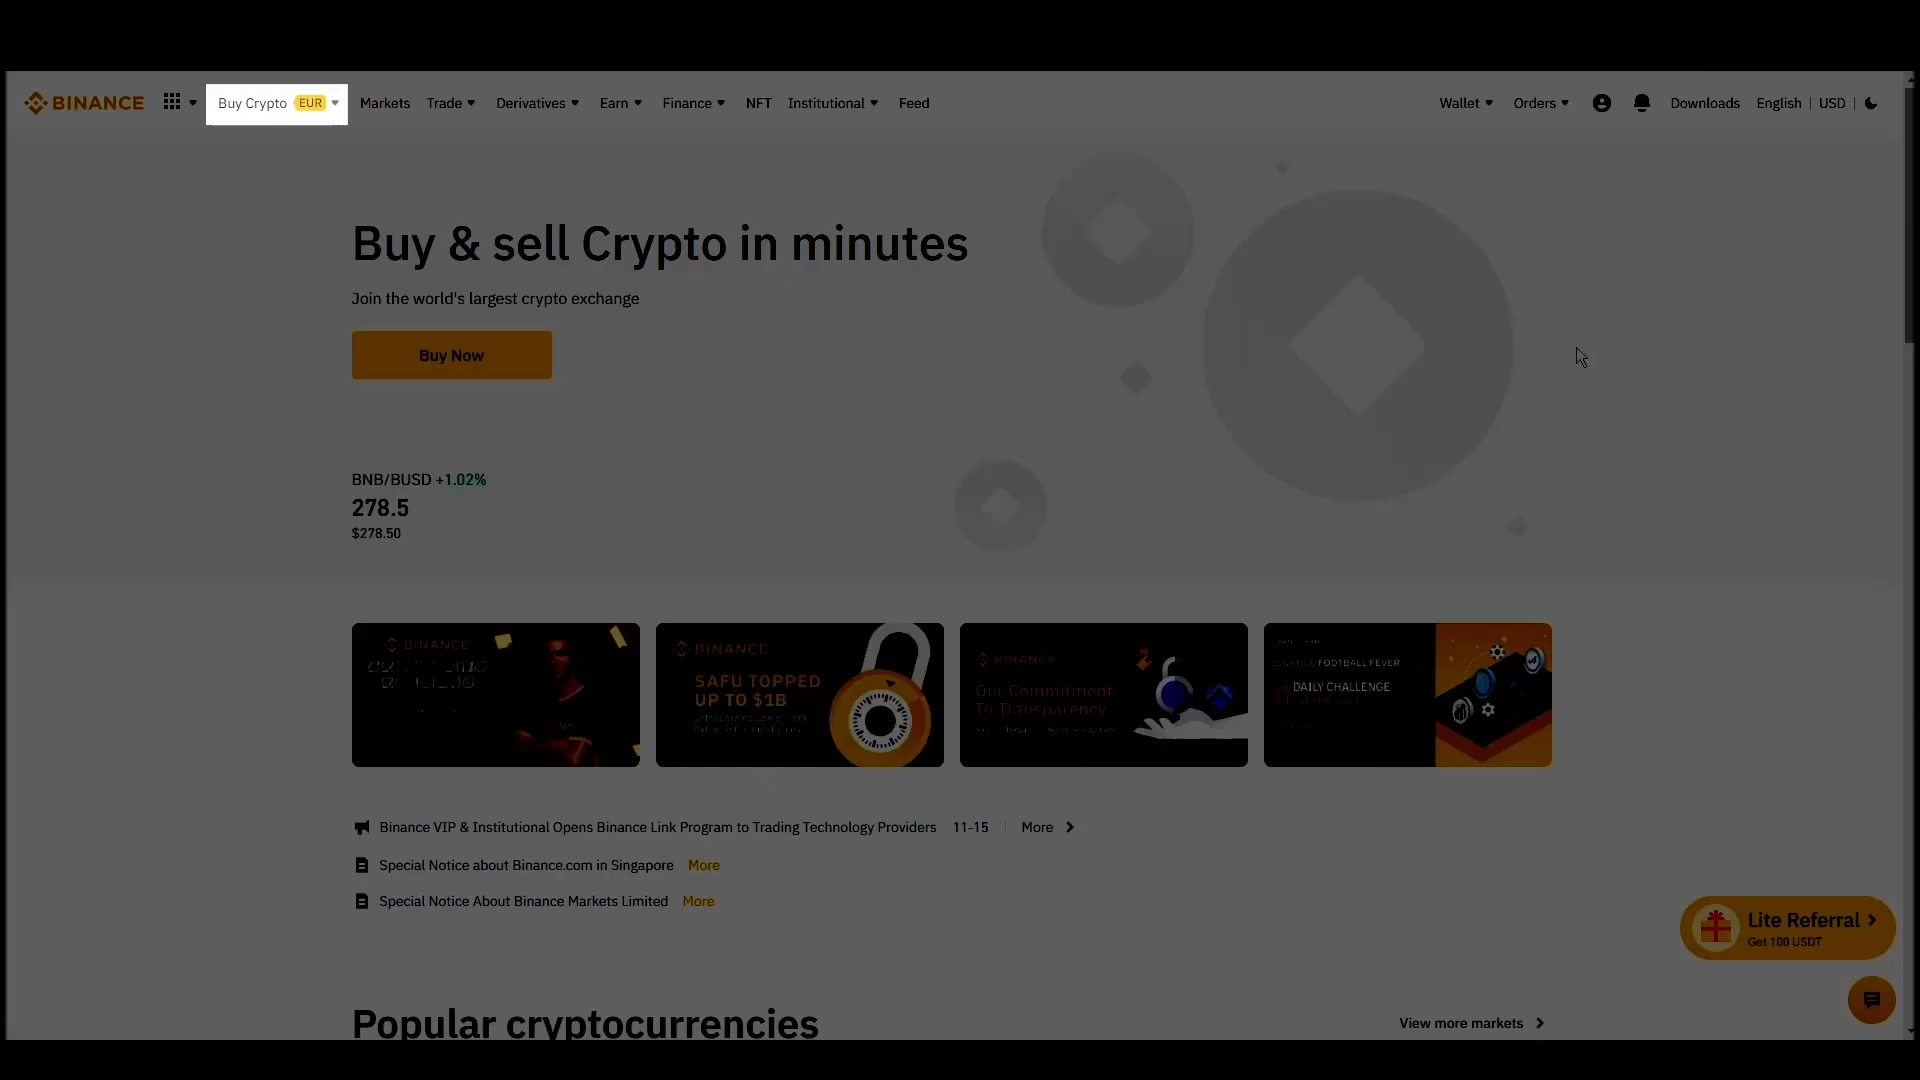 BINANCE
Buy Crypto EUR Markets Trade Derivatives Earn Finance NFT Institutional Feed Wallet Orders Downloads English | USD
Buy & sell Crypto in minutes
Join the world's largest crypto exchange
Buy Now
BNB/BUSD +1.02%
278.5
$278.50
BINANCE
BINANCE
SAFU TOPPED
UP TO $1B
BINANCE
Our Commitment
To Transparency
FOOTBALL FEVER
DAILY CHALLENGE
Binance VIP & Institutional Opens Binance Link Program to Trading Technology Providers 11-15 More
Special Notice about Binance.com in Singapore More
Special Notice About Binance Markets Limited More
Lite Referral
Get 100 USDT
Popular cryptocurrencies
View more markets